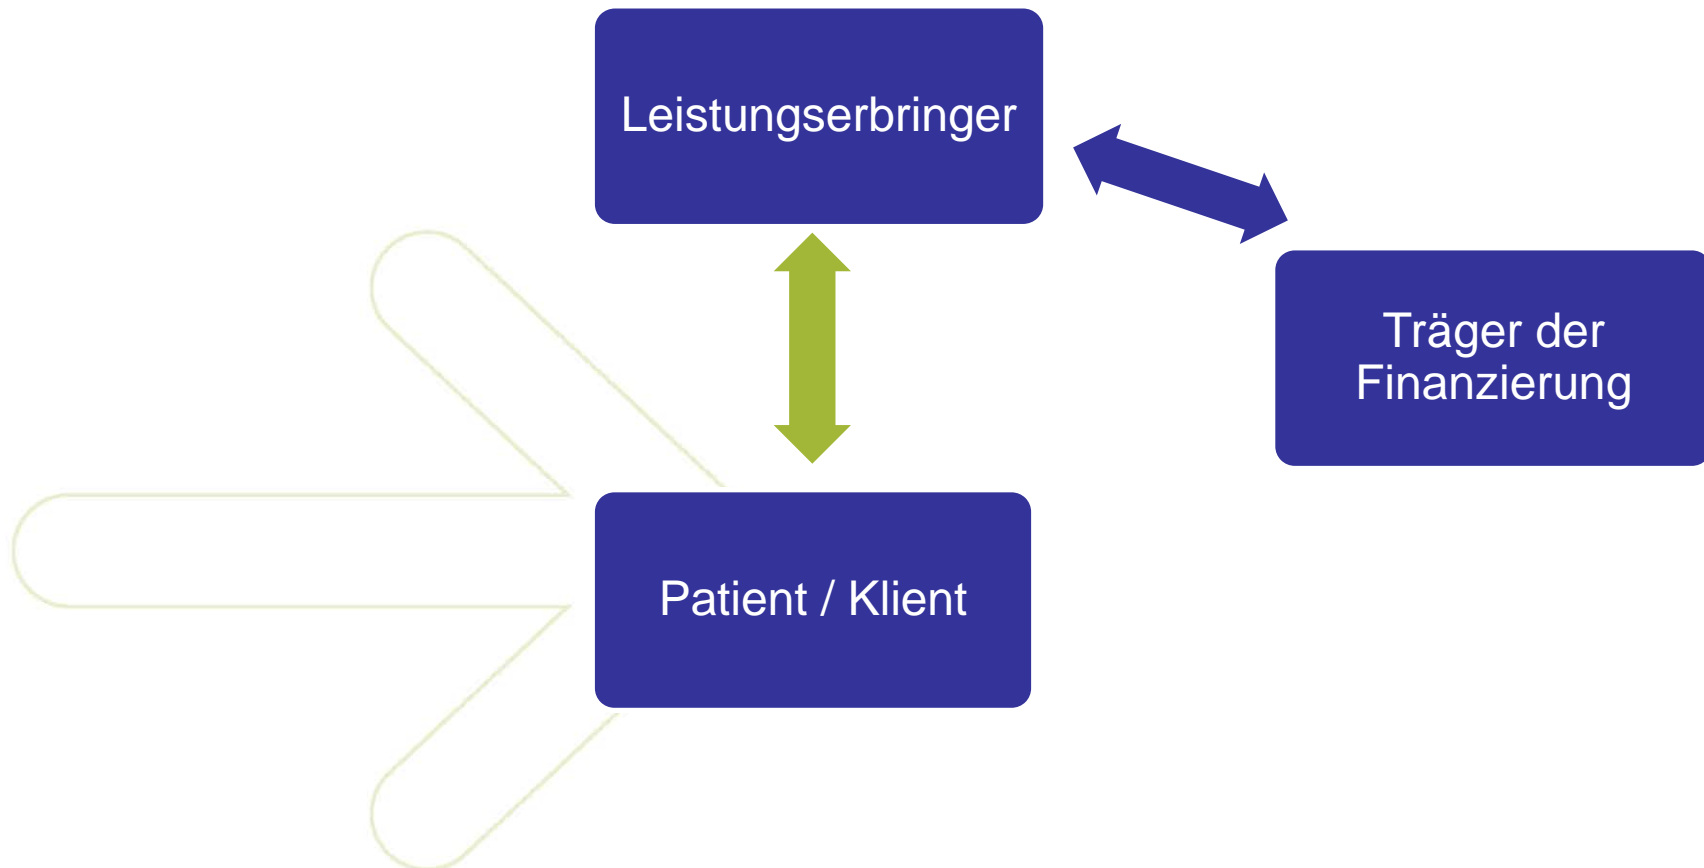 Leistungserbringer
Träger der
Finanzierung
Patient / Klient